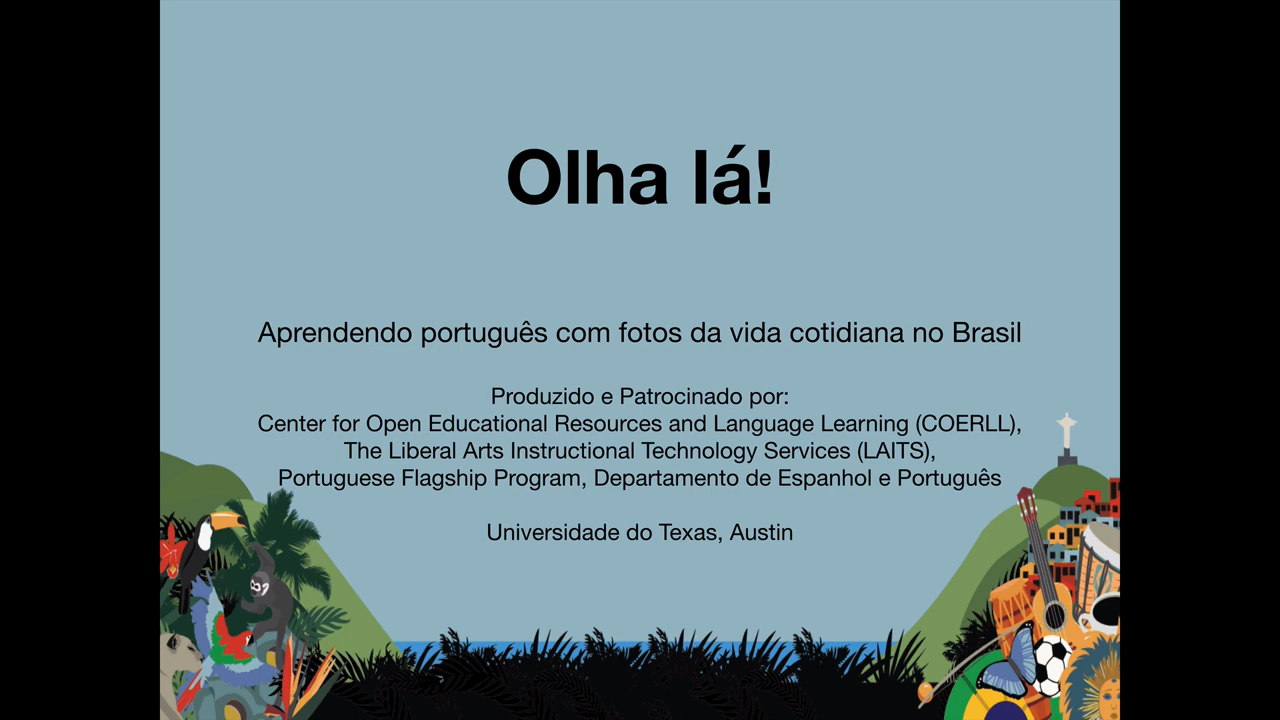 Olha lá!
Aprendendo português com fotos da vida cotidiana no Brasil
Produzido e Patrocinado por:
Center for Open Educational Resources and Language Learning (COERLL),
The Liberal Arts Instructional Technology Services (LAITS),
Portuguese Flagship Program, Departamento de Espanhol e Português
Universidade do Texas, Austin